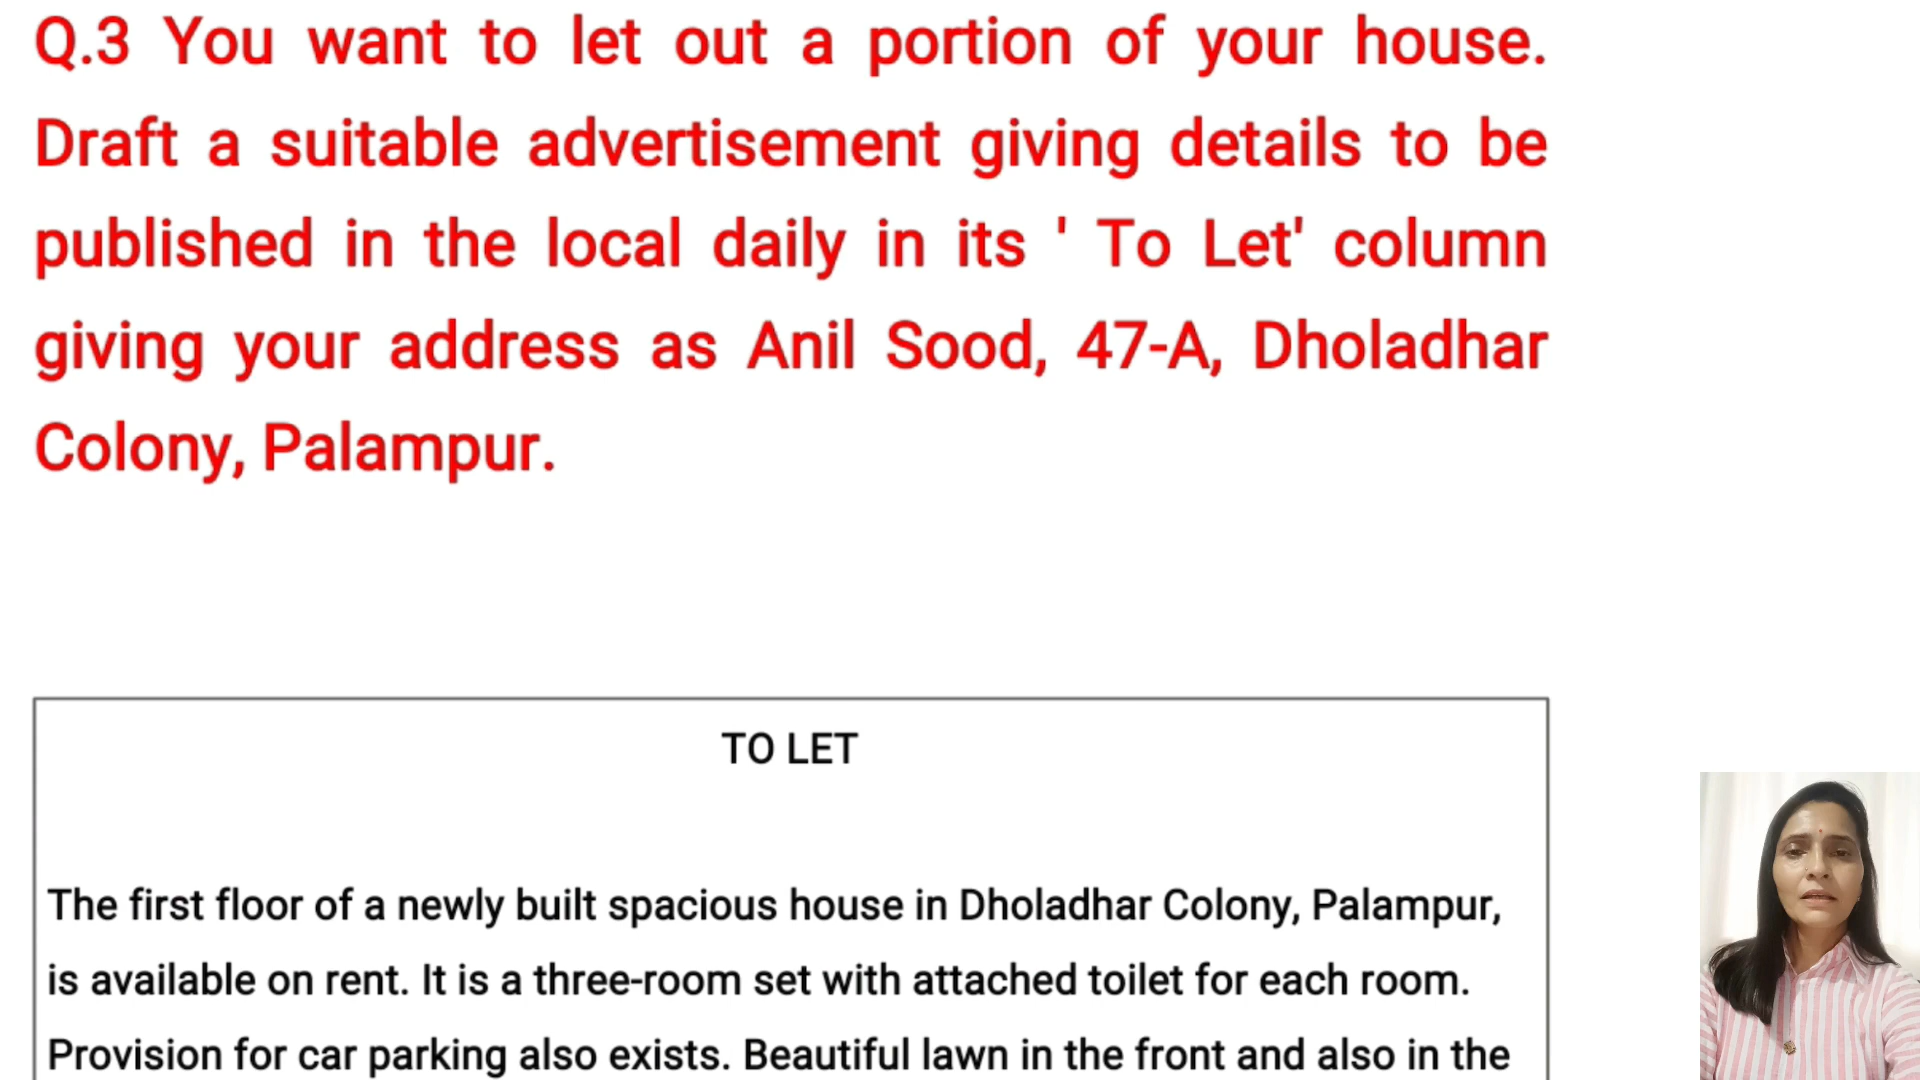 Q.3 You want to let out a portion of your house.
Draft a suitable advertisement giving details to be
published in the local daily in its ' To Let' column
giving your address as Anil Sood, 47-A, Dholadhar
Colony, Palampur.
TO LET
The first floor of a newly built spacious house in Dholadhar Colony, Palampur,
is available on rent. It is a three-room set with attached toilet for each room.
Provision for car parking also exists. Beautiful lawn in the front and also in the